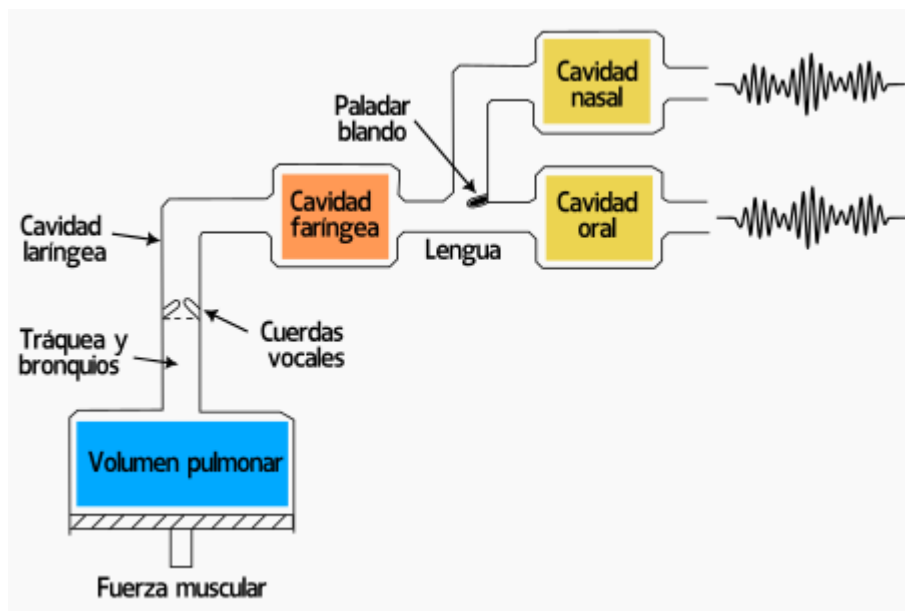 Cavidad
nasal
Paladar
blando
Cavidad
faríngea
Cavidad
oral
Cavidad
laríngea
Lengua
Tráquea y
bronquios
Cuerdas
vocales
Volumen pulmonar
Fuerza muscular